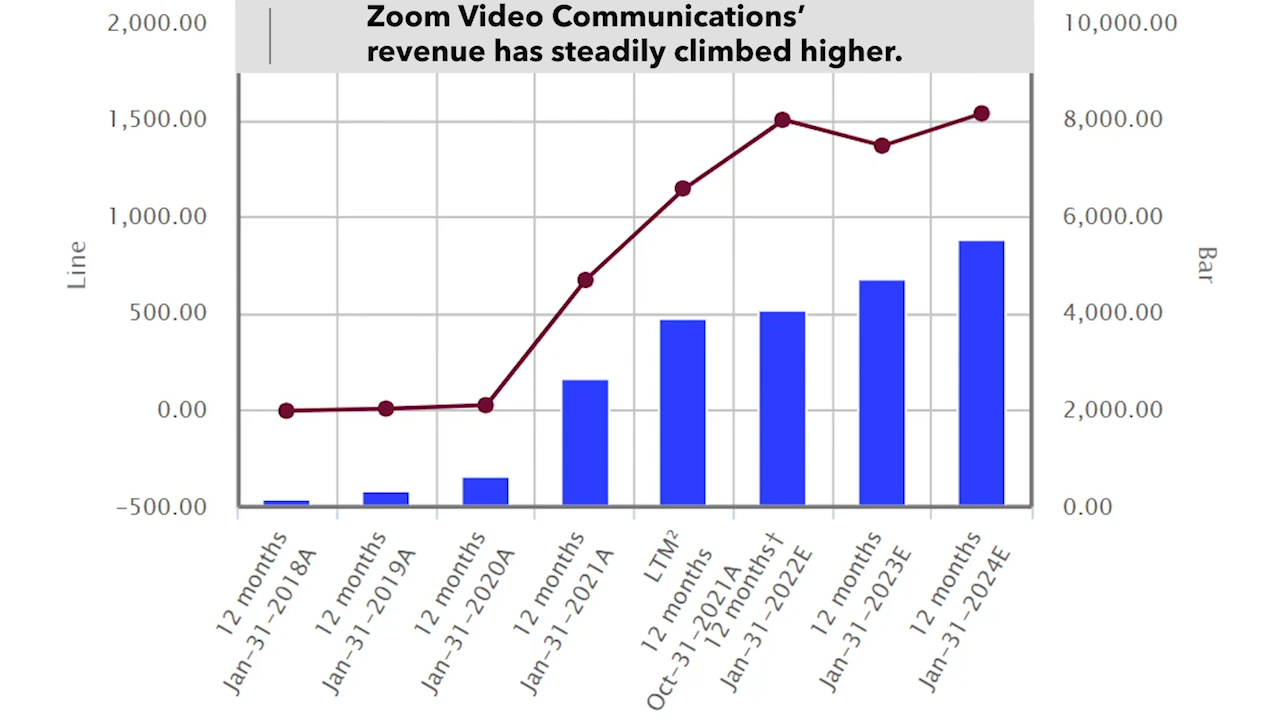 Zoom Video Communications’
revenue has steadily climbed higher.
2,000.00
1,500.00
1,000.00
500.00
0.00
−500.00
Line
10,000.00
8,000.00
6,000.00
4,000.00
2,000.00
0.00
Bar
12 months
Jan−31−2018A
12 months
Jan−31−2019A
12 months
Jan−31−2020A
12 months
Jan−31−2021A
LTM²
12 months
Oct−31−2021A
12 months†
Jan−31−2022E
12 months
Jan−31−2023E
12 months
Jan−31−2024E